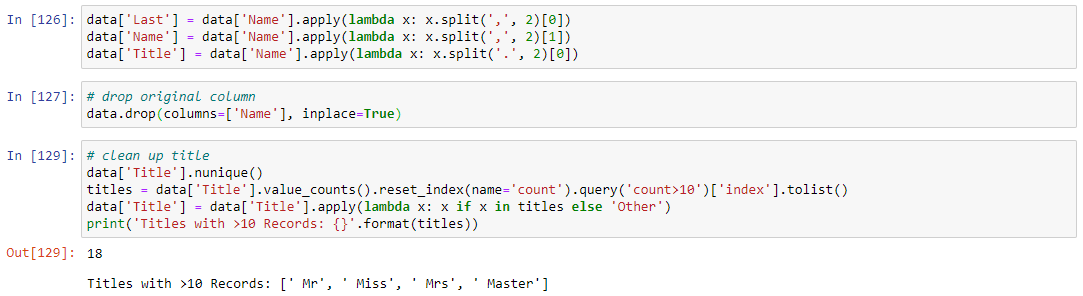 In [126]: data['Last'] = data['Name'].apply(lambda x: x.split(',', 2)[0])
data['Name'] = data['Name'].apply(lambda x: x.split(',', 2)[1])
data['Title'] = data['Name'].apply(lambda x: x.split('.', 2)[0])
In [127]: # drop original column
data.drop(columns=['Name'], inplace=True)
In [129]: # clean up title
data['Title'].nunique()
titles = data['Title'].value_counts().reset_index(name='count').query('count>10')['index'].tolist()
data['Title'] = data['Title'].apply(lambda x: x if x in titles else 'Other')
print('Titles with >10 Records: {}'.format(titles))
Out[129]: 18
Titles with >10 Records: [' Mr', ' Miss', ' Mrs', ' Master']